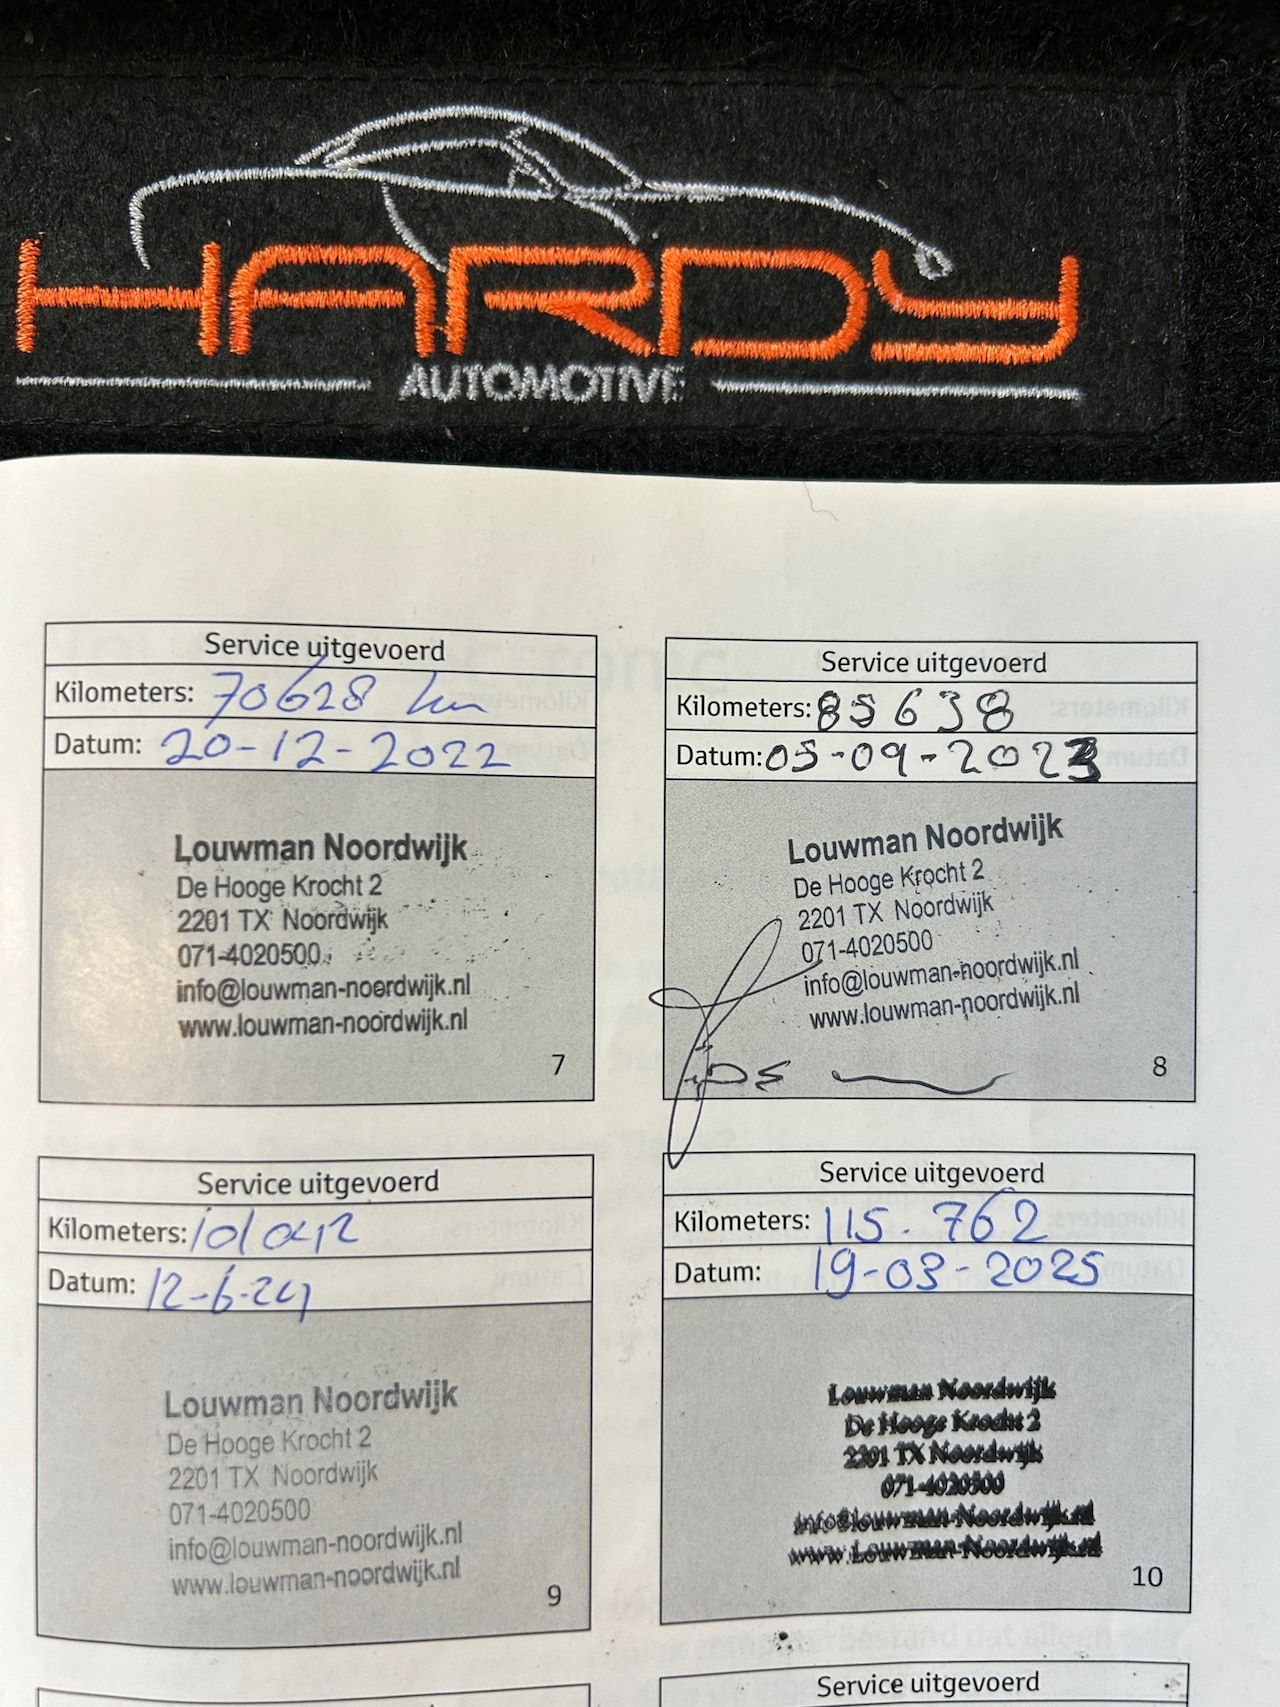 HARDY
AUTOMOTIVE
Service uitgevoerd
Kilometers: 70628 km
Datum: 20-12-2022
Louwman Noordwijk
De Hooge Krocht 2
2201 TX Noordwijk
071-4020500
info@louwman-noordwijk.nl
www.louwman-noordwijk.nl
7
Service uitgevoerd
Kilometers: 85638
Datum: 05-09-2023
Louwman Noordwijk
De Hooge Krocht 2
2201 TX Noordwijk
071-4020500
info@louwman-noordwijk.nl
www.louwman-noordwijk.nl
8
Service uitgevoerd
Kilometers: 101042
Datum: 12-6-24
Louwman Noordwijk
De Hooge Krocht 2
2201 TX Noordwijk
071-4020500
info@louwman-noordwijk.nl
www.louwman-noordwijk.nl
9
Service uitgevoerd
Kilometers: 115.762
Datum: 19-03-2025
Louwman Noordwijk
De Hooge Krocht 2
2201 TX Noordwijk
071-4020500
info@Louwman-Noordwijk.nl
www.Louwman-Noordwijk.nl
10
Service uitgevoerd